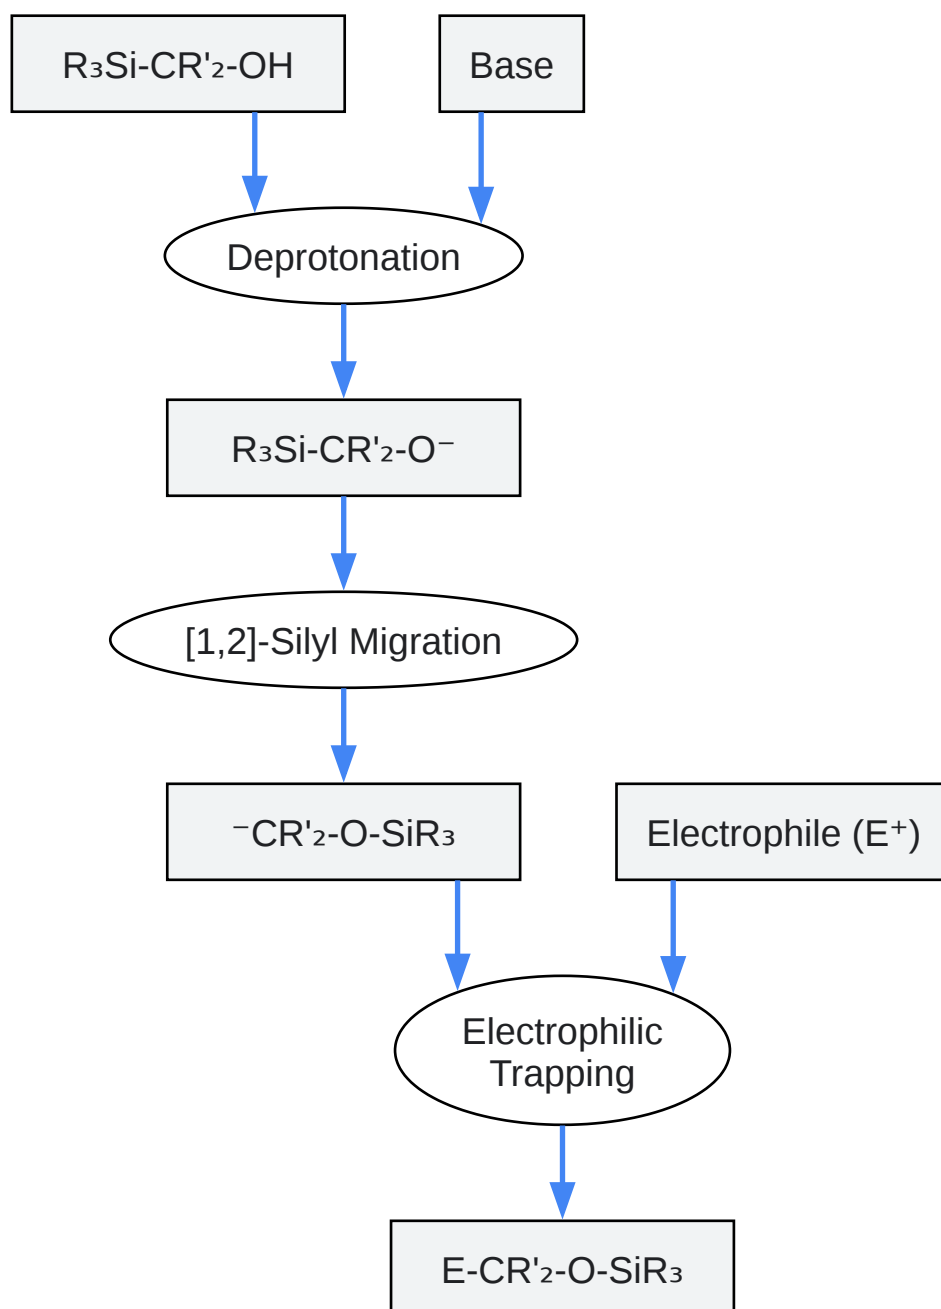 R₃Si-CR'₂-OH
Base
Deprotonation
R₃Si-CR'₂-O⁻
[1,2]-Silyl Migration
⁻CR'₂-O-SiR₃
Electrophile (E⁺)
Electrophilic
Trapping
E-CR'₂-O-SiR₃